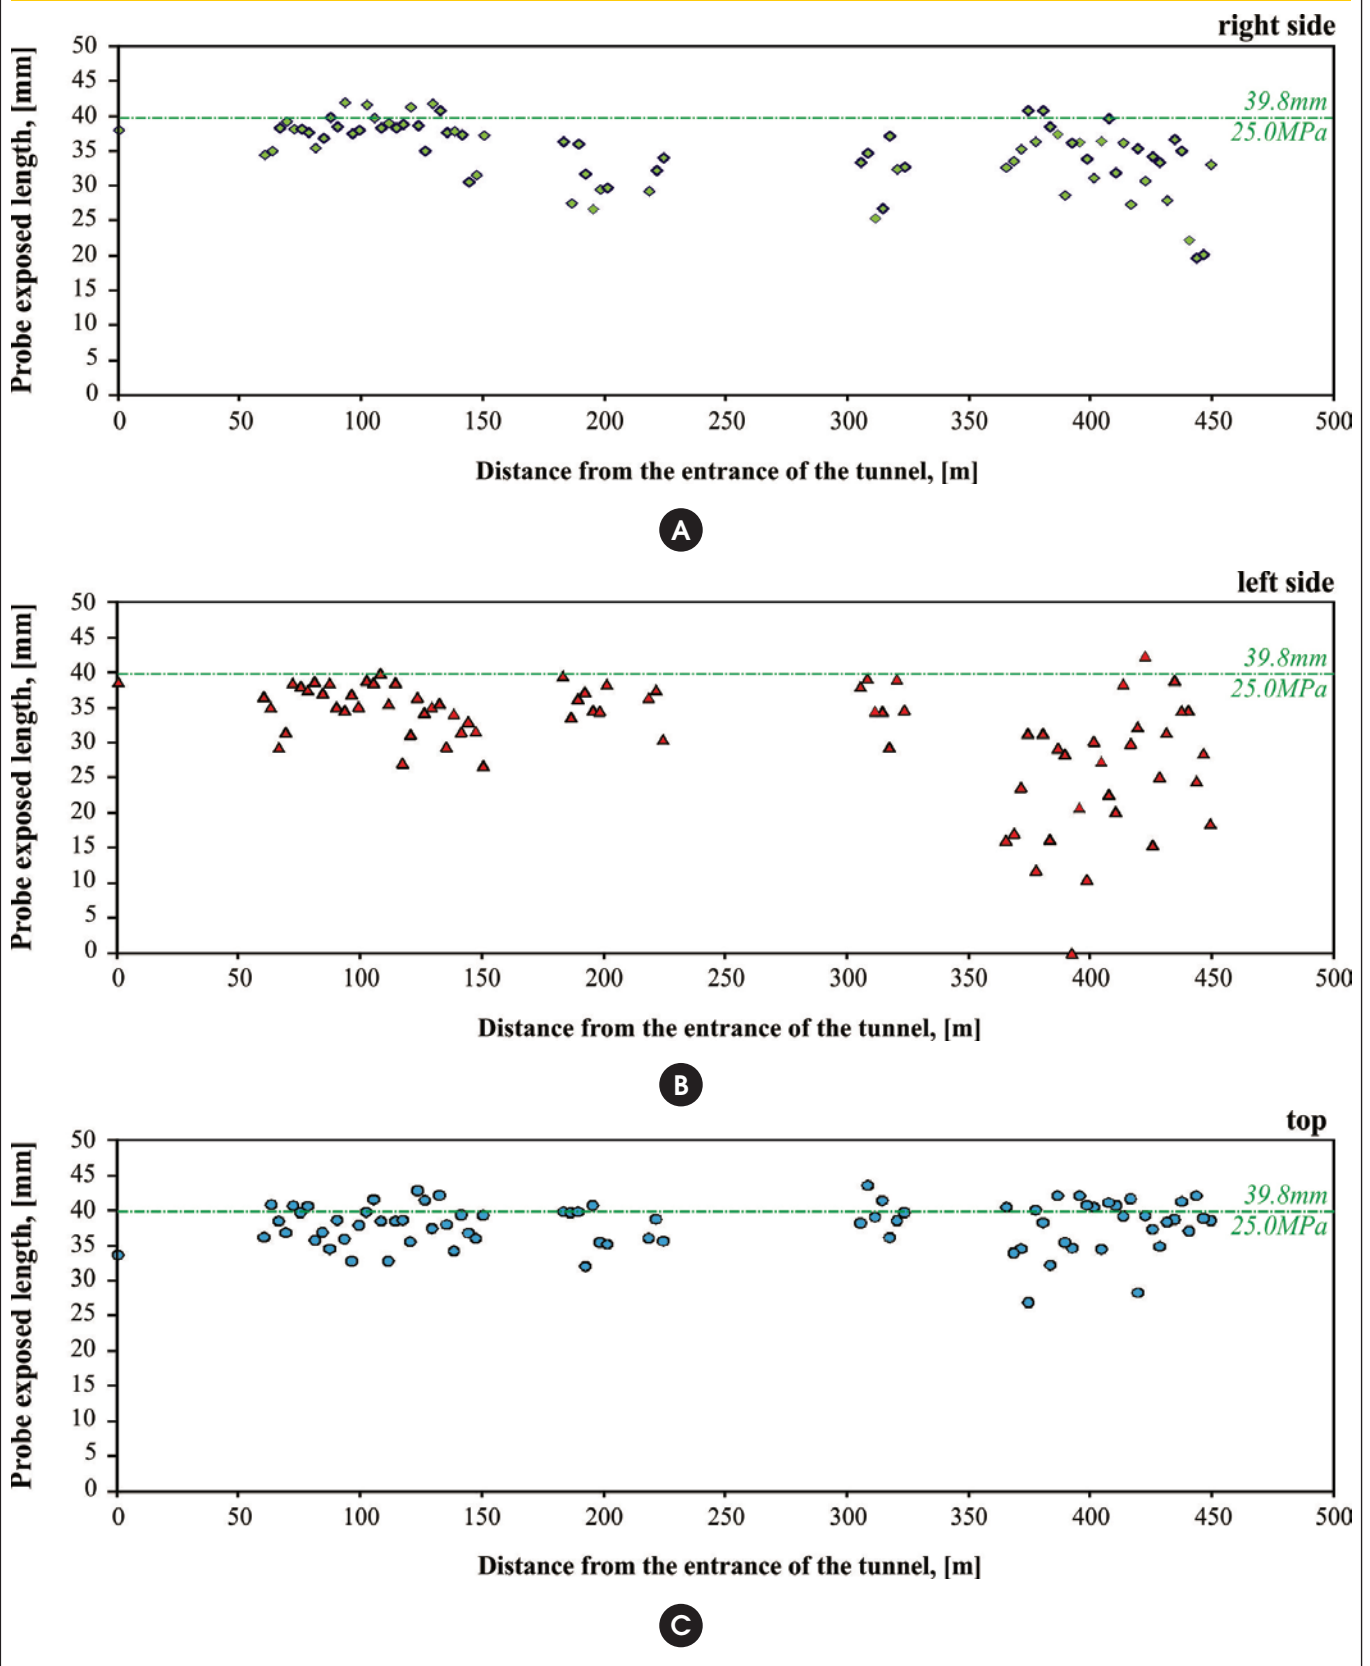 right side
Probe exposed length, [mm]
50
45
40
35
30
25
20
15
10
5
0
39.8mm
25.0MPa
0 50 100 150 200 250 300 350 400 450 500
Distance from the entrance of the tunnel, [m]
A
left side
Probe exposed length, [mm]
50
45
40
35
30
25
20
15
10
5
0
39.8mm
25.0MPa
0 50 100 150 200 250 300 350 400 450 500
Distance from the entrance of the tunnel, [m]
B
top
Probe exposed length, [mm]
50
45
40
35
30
25
20
15
10
5
0
39.8mm
25.0MPa
0 50 100 150 200 250 300 350 400 450 500
Distance from the entrance of the tunnel, [m]
C